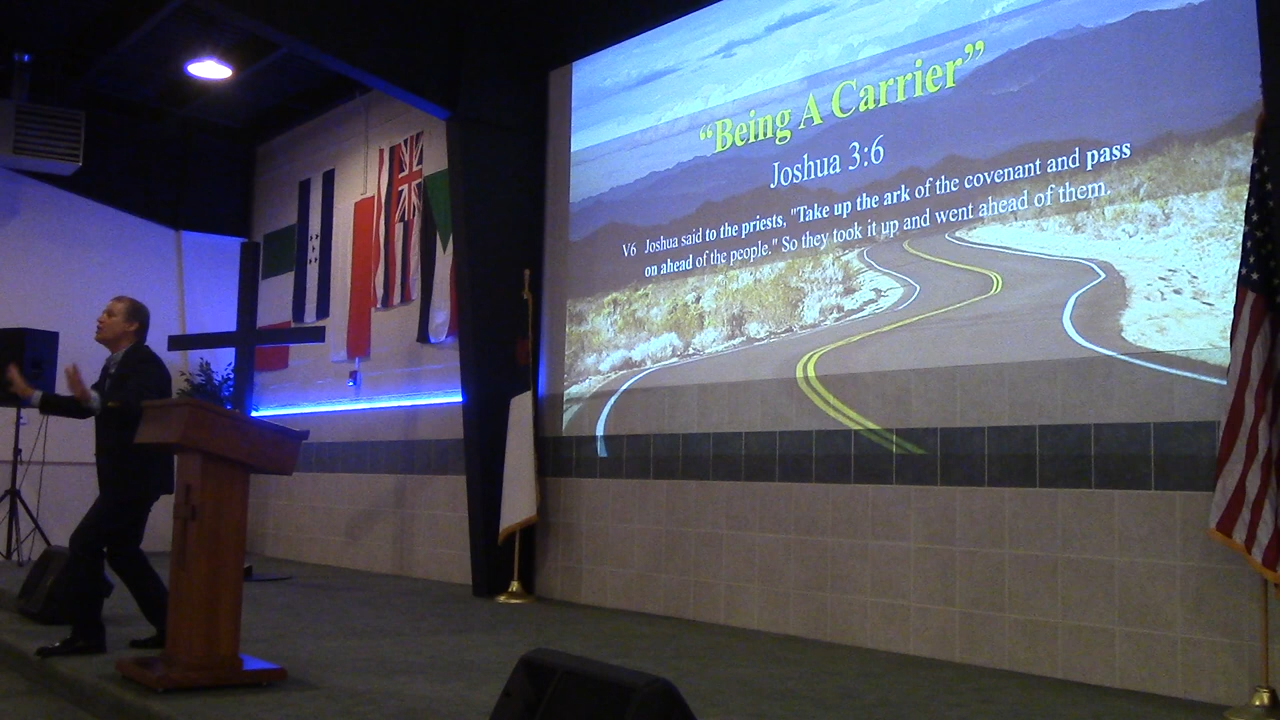 “Being A Carrier”
Joshua 3:6
V6 Joshua said to the priests, "Take up the ark of the covenant and pass
on ahead of the people." So they took it up and went ahead of them.